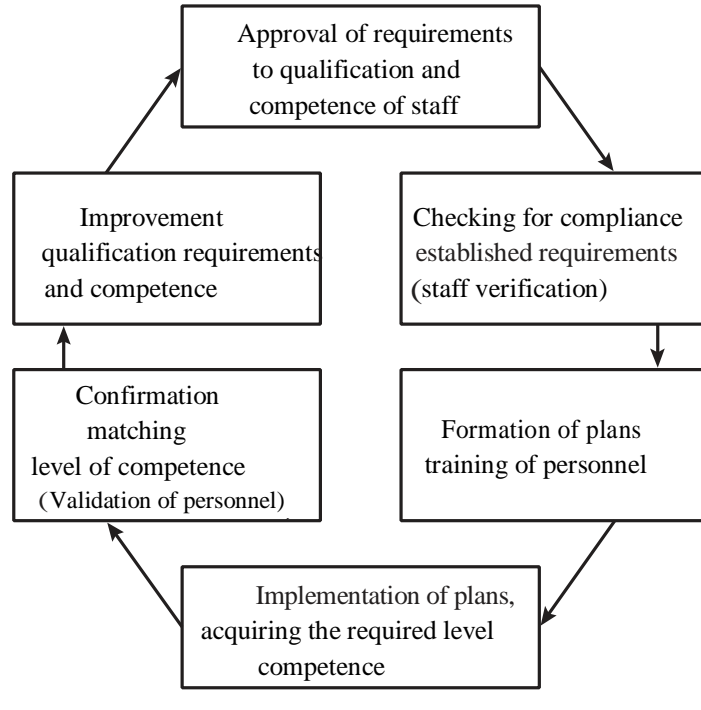 Approval of requirements
to qualification and
competence of staff
Checking for compliance
established requirements
(staff verification)
Formation of plans
training of personnel
Implementation of plans,
acquiring the required level
competence
Confirmation
matching
level of competence
(Validation of personnel)
Improvement
qualification requirements
and competence